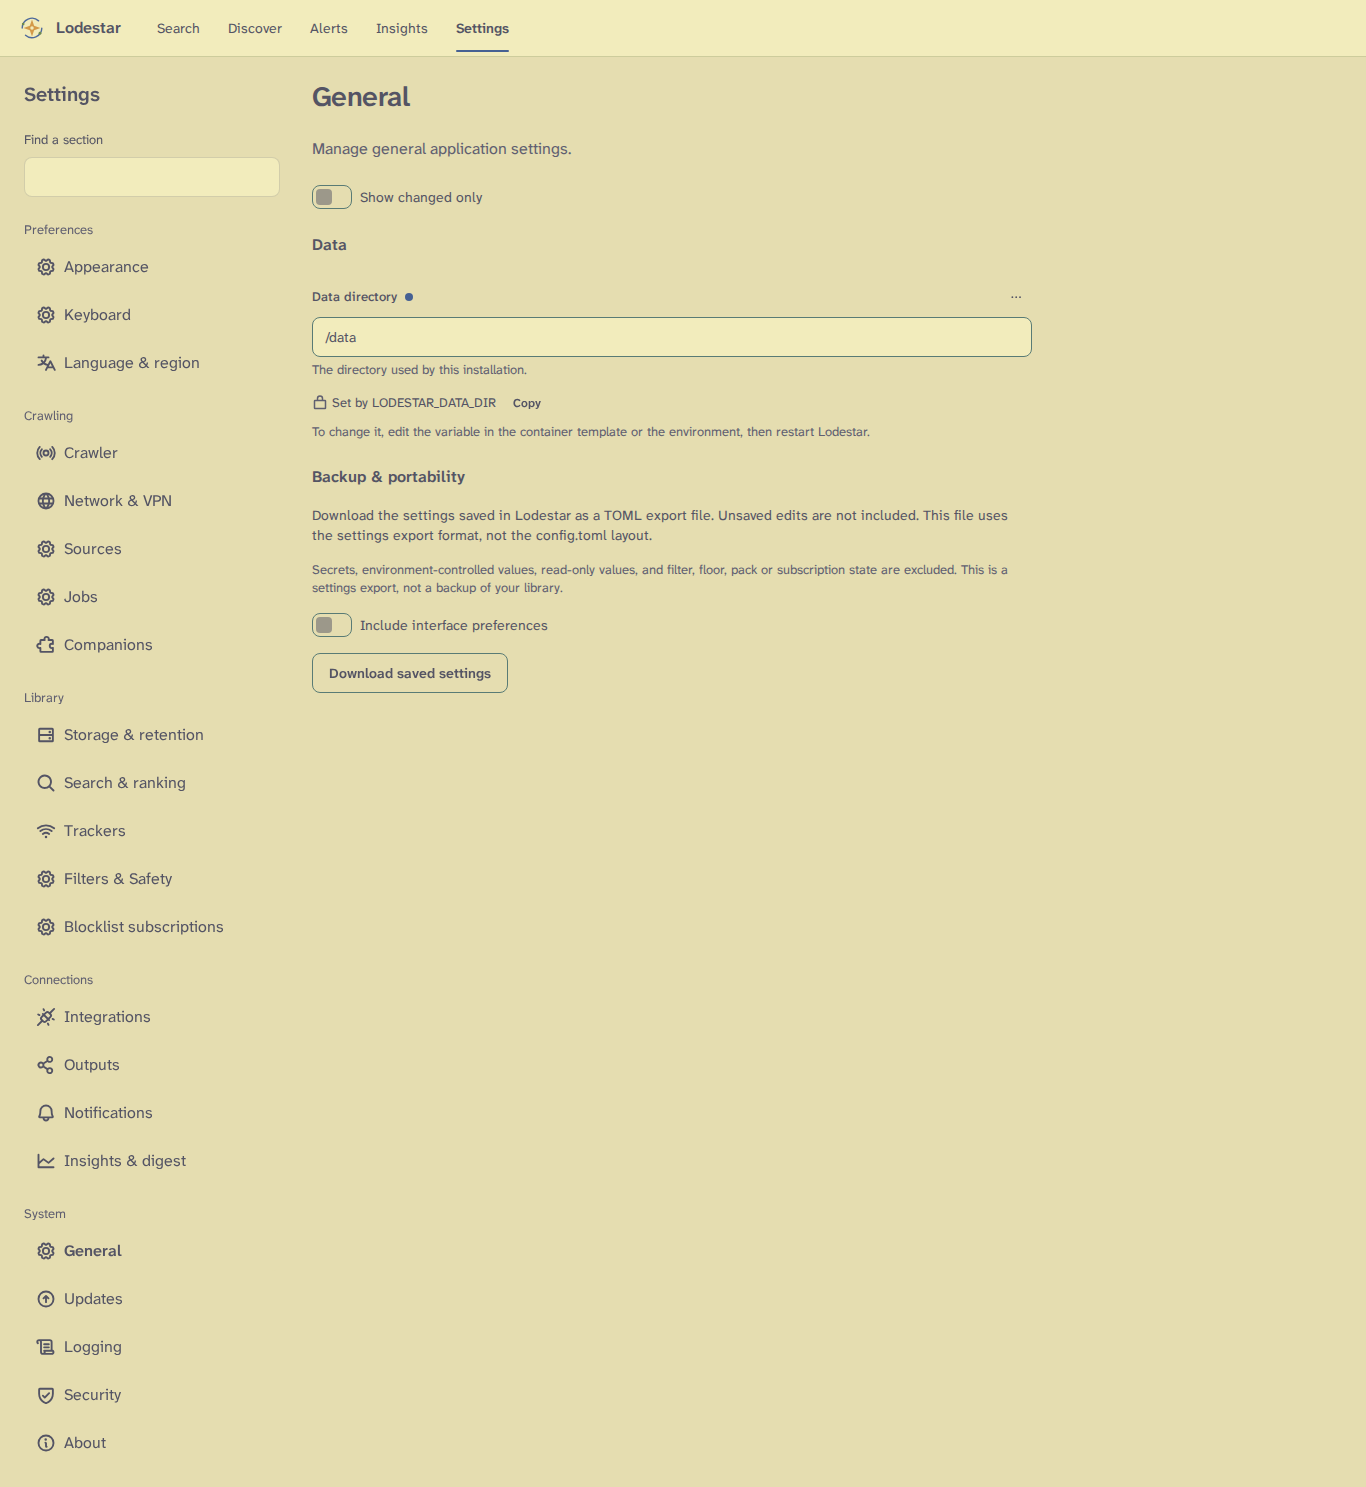 Lodestar
Search
Discover
Alerts
Insights
Settings
Settings
Find a section
Preferences
Appearance
Keyboard
Language & region
Crawling
Crawler
Network & VPN
Sources
Jobs
Companions
Library
Storage & retention
Search & ranking
Trackers
Filters & Safety
Blocklist subscriptions
Connections
Integrations
Outputs
Notifications
Insights & digest
System
General
Updates
Logging
Security
About
General
Manage general application settings.
Show changed only
Data
Data directory
...
/data
The directory used by this installation.
Set by LODESTAR_DATA_DIR
Copy
To change it, edit the variable in the container template or the environment, then restart Lodestar.
Backup & portability
Download the settings saved in Lodestar as a TOML export file. Unsaved edits are not included. This file uses
the settings export format, not the config.toml layout.
Secrets, environment-controlled values, read-only values, and filter, floor, pack or subscription state are excluded. This is a
settings export, not a backup of your library.
Include interface preferences
Download saved settings